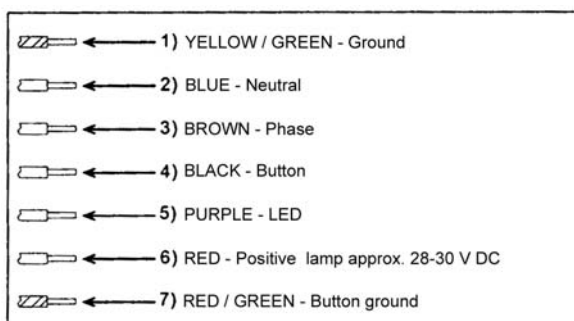 1) YELLOW / GREEN - Ground
2) BLUE - Neutral
3) BROWN - Phase
4) BLACK - Button
5) PURPLE - LED
6) RED - Positive lamp approx. 28-30 V DC
7) RED / GREEN - Button ground